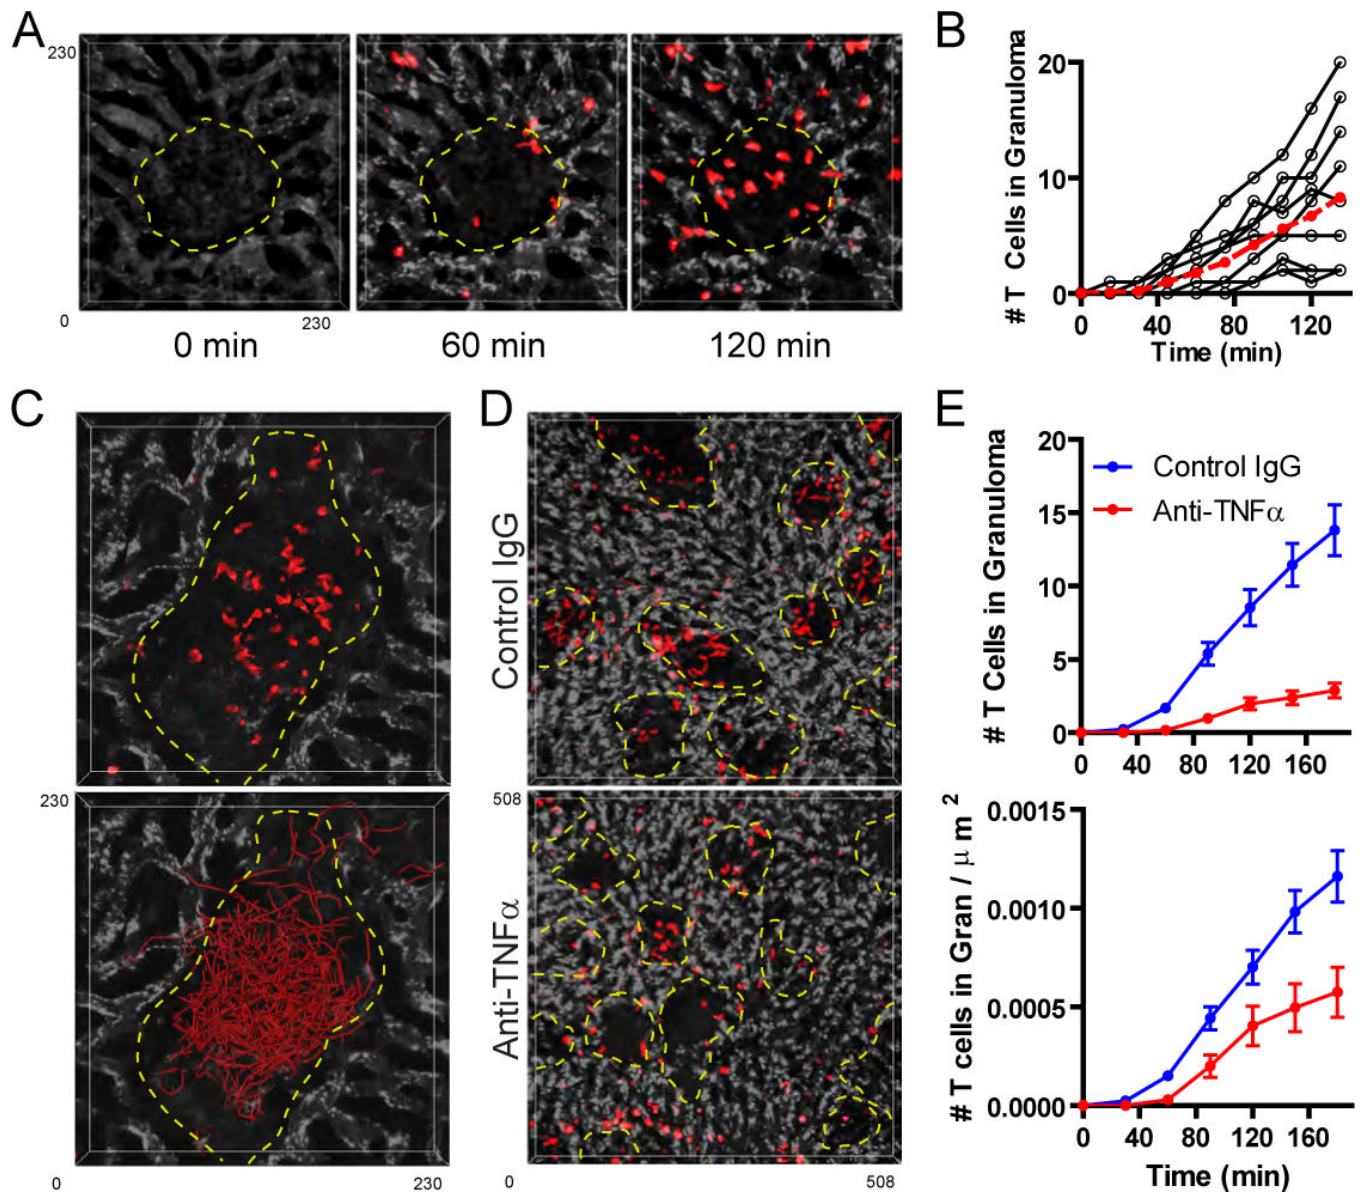 A
230
0
230
0 min
60 min
120 min
B
# T Cells in Granuloma
20
10
0
0
40
80
120
Time (min)
C
230
0
230
D
Control IgG
Anti-TNFα
508
0
508
E
# T Cells in Granuloma
20
15
10
5
0
Control IgG
Anti-TNFα
0
40
80
120
160
# T cells in Gran / μm²
0.0015
0.0010
0.0005
0.0000
0
40
80
120
160
Time (min)